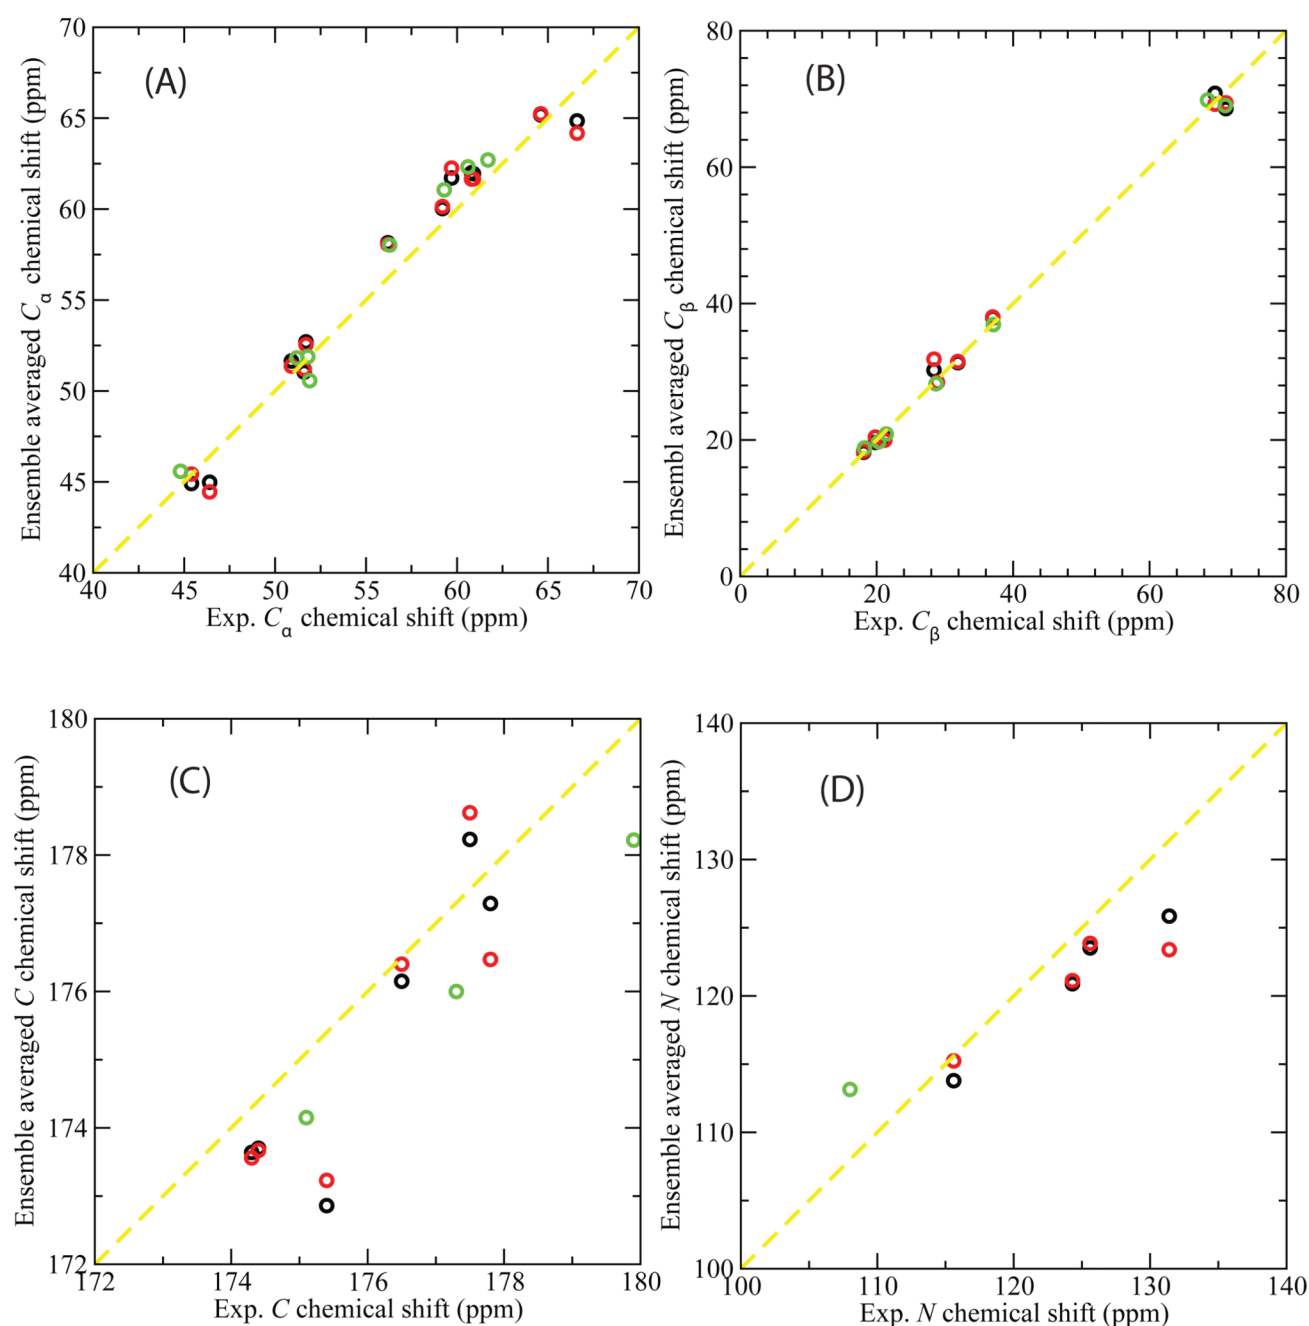 (A)
Ensemble averaged Cα chemical shift (ppm)
70
65
60
55
50
45
40
40 45 50 55 60 65 70
Exp. Cα chemical shift (ppm)
(B)
Ensembl averaged Cβ chemical shift (ppm)
80
60
40
20
0
0 20 40 60 80
Exp. Cβ chemical shift (ppm)
(C)
Ensemble averaged C chemical shift (ppm)
180
178
176
174
172
172 174 176 178 180
Exp. C chemical shift (ppm)
(D)
Ensemble averaged N chemical shift (ppm)
140
130
120
110
100
100 110 120 130 140
Exp. N chemical shift (ppm)